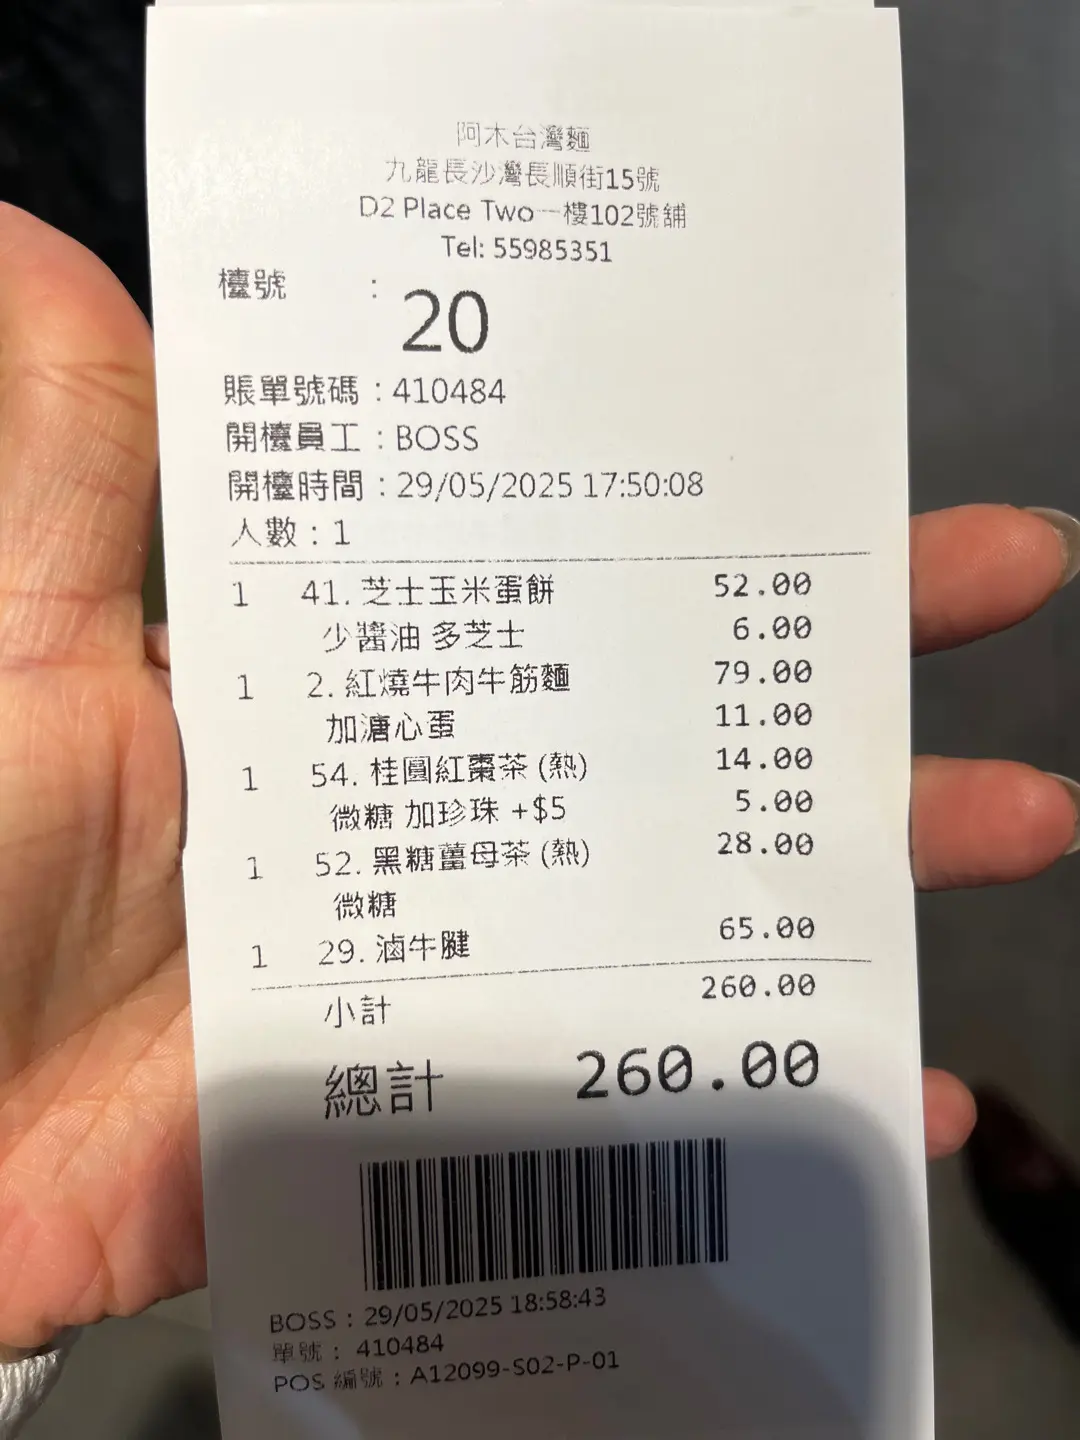 阿木台灣麵
九龍長沙灣長順街15號
D2 Place Two一樓102號舖
Tel: 55985351
檯號 : 20
賬單號碼 : 410484
開檯員工 : BOSS
開檯時間 : 29/05/2025 17:50:08
人數 : 1
1 41. 芝士玉米蛋餅 52.00
少醬油 多芝士 6.00
1 2. 紅燒牛肉牛筋麵 79.00
加溏心蛋 11.00
1 54. 桂圓紅棗茶 (熱) 14.00
微糖 加珍珠 +$5 5.00
1 52. 黑糖薑母茶 (熱) 28.00
微糖
1 29. 滷牛腱 65.00
小計 260.00
總計 260.00
BOSS : 29/05/2025 18:58:43
單號 : 410484
POS 編號 : A12099-S02-P-01